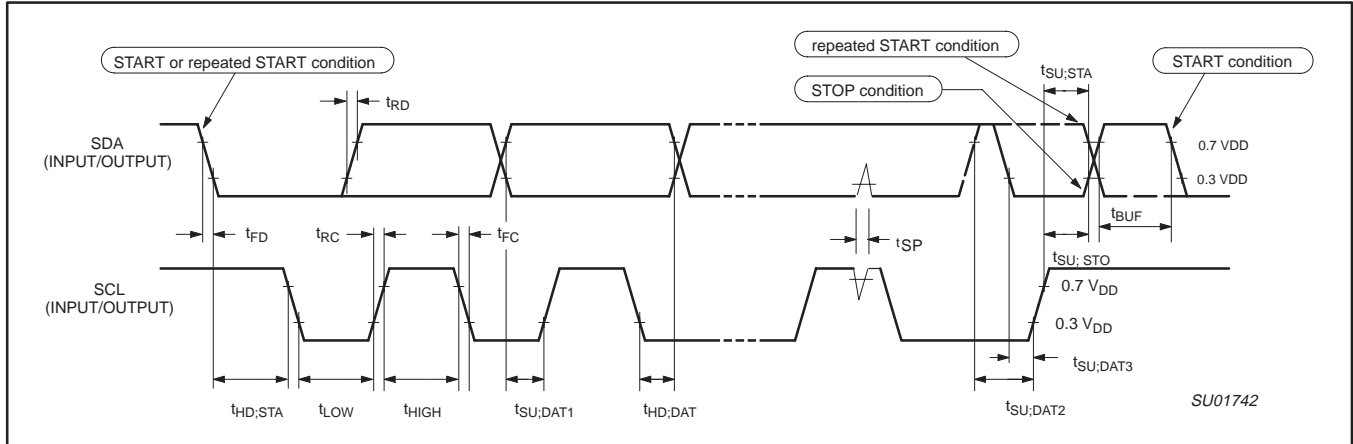 repeated START condition
START or repeated START condition
tSU;STA
START condition
STOP condition
tRD
SDA
(INPUT/OUTPUT)
0.7 VDD
0.3 VDD
tBUF
tFD
tRC
tFC
tSP
tSU; STO
SCL
(INPUT/OUTPUT)
0.7 VDD
0.3 VDD
tSU;DAT3
tHD;STA
tLOW
tHIGH
tSU;DAT1
tHD;DAT
tSU;DAT2
SU01742